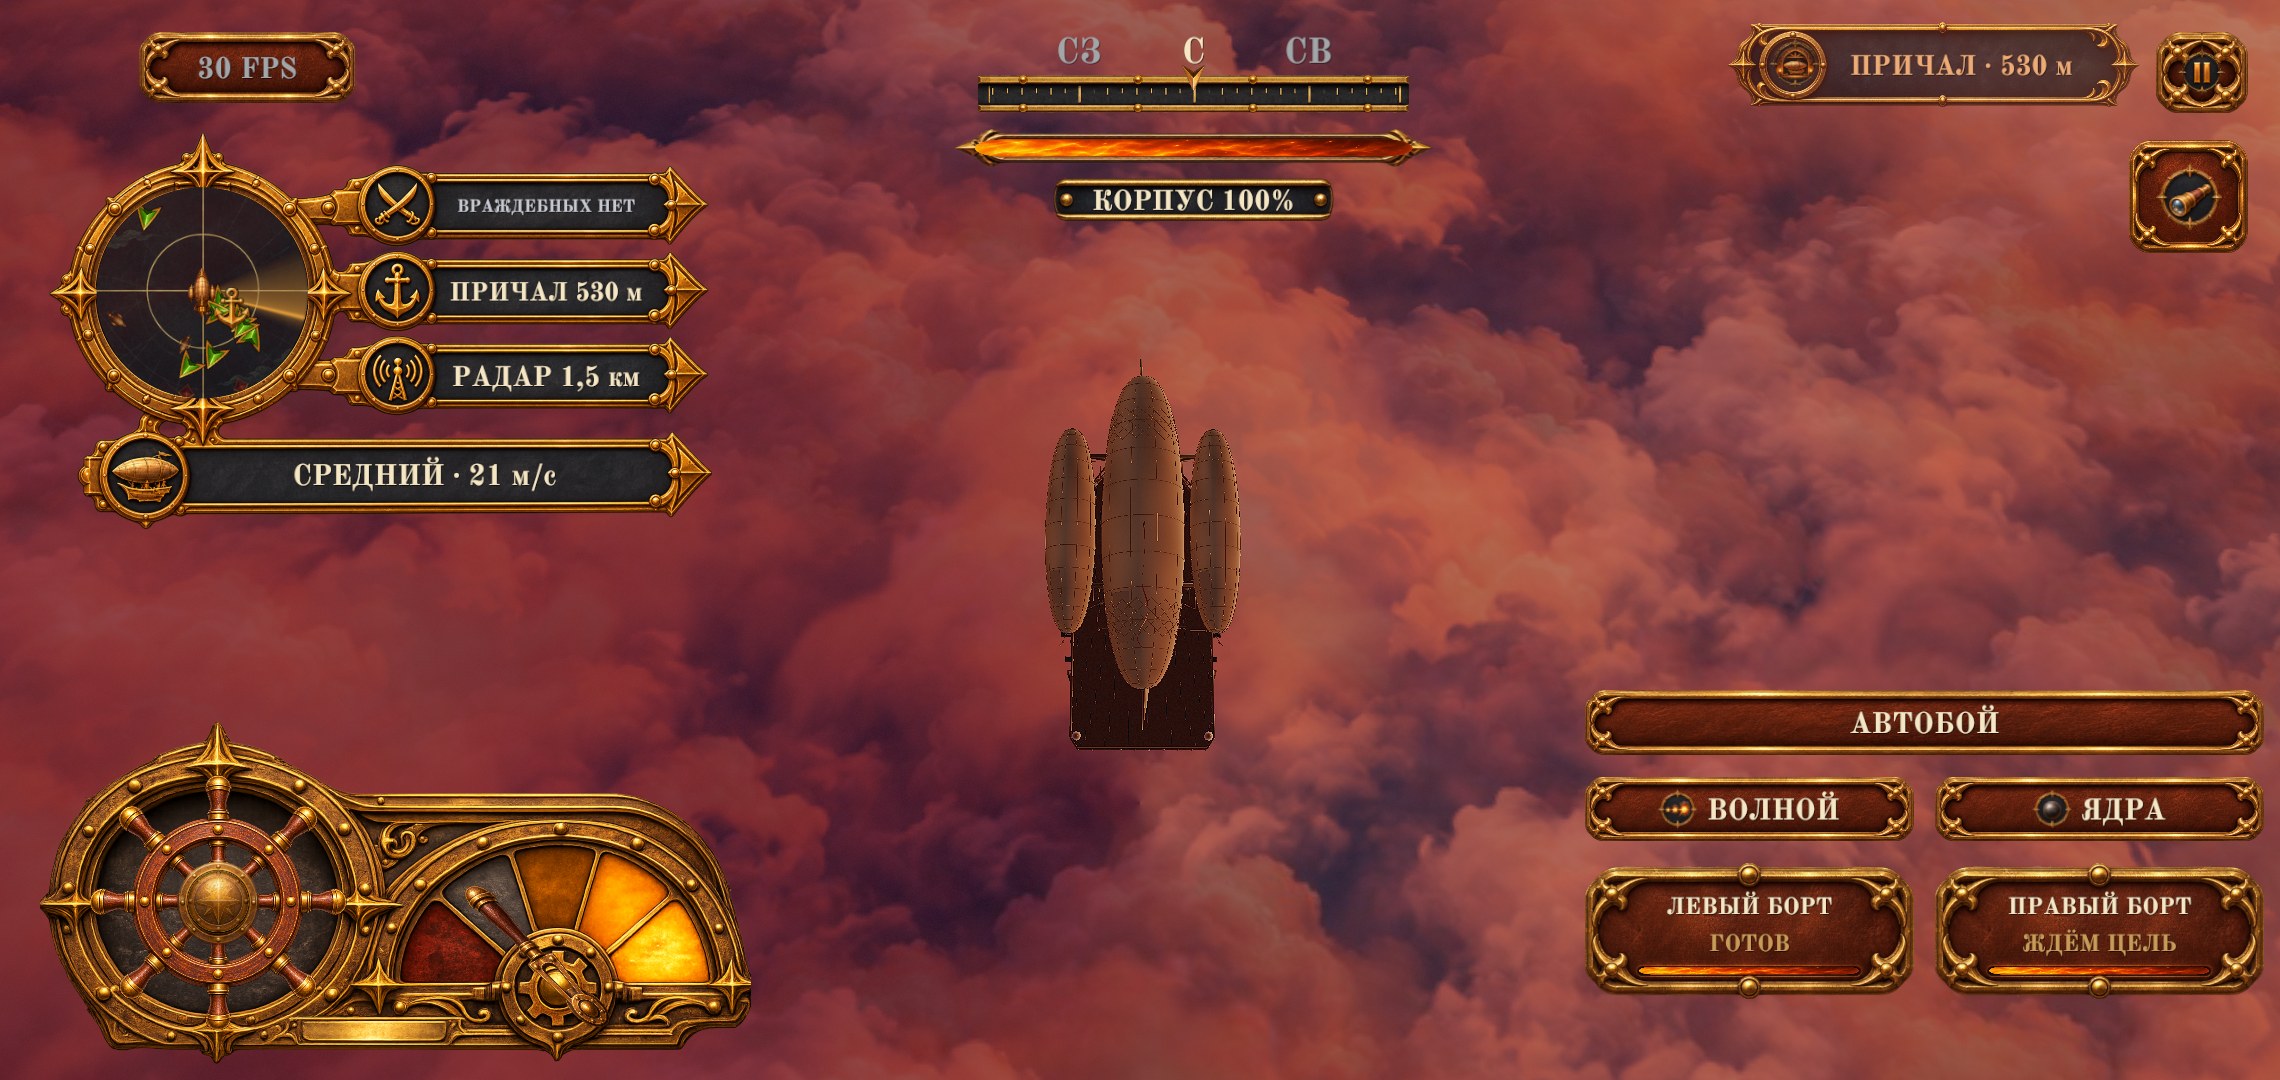 30 FPS
СЗ С СВ
ПРИЧАЛ · 530 м
КОРПУС 100%
ВРАЖДЕБНЫХ НЕТ
ПРИЧАЛ 530 м
РАДАР 1,5 км
СРЕДНИЙ · 21 м/с
АВТОБОЙ
ВОЛНОЙ
ЯДРА
ЛЕВЫЙ БОРТ
ГОТОВ
ПРАВЫЙ БОРТ
ЖДЁМ ЦЕЛЬ